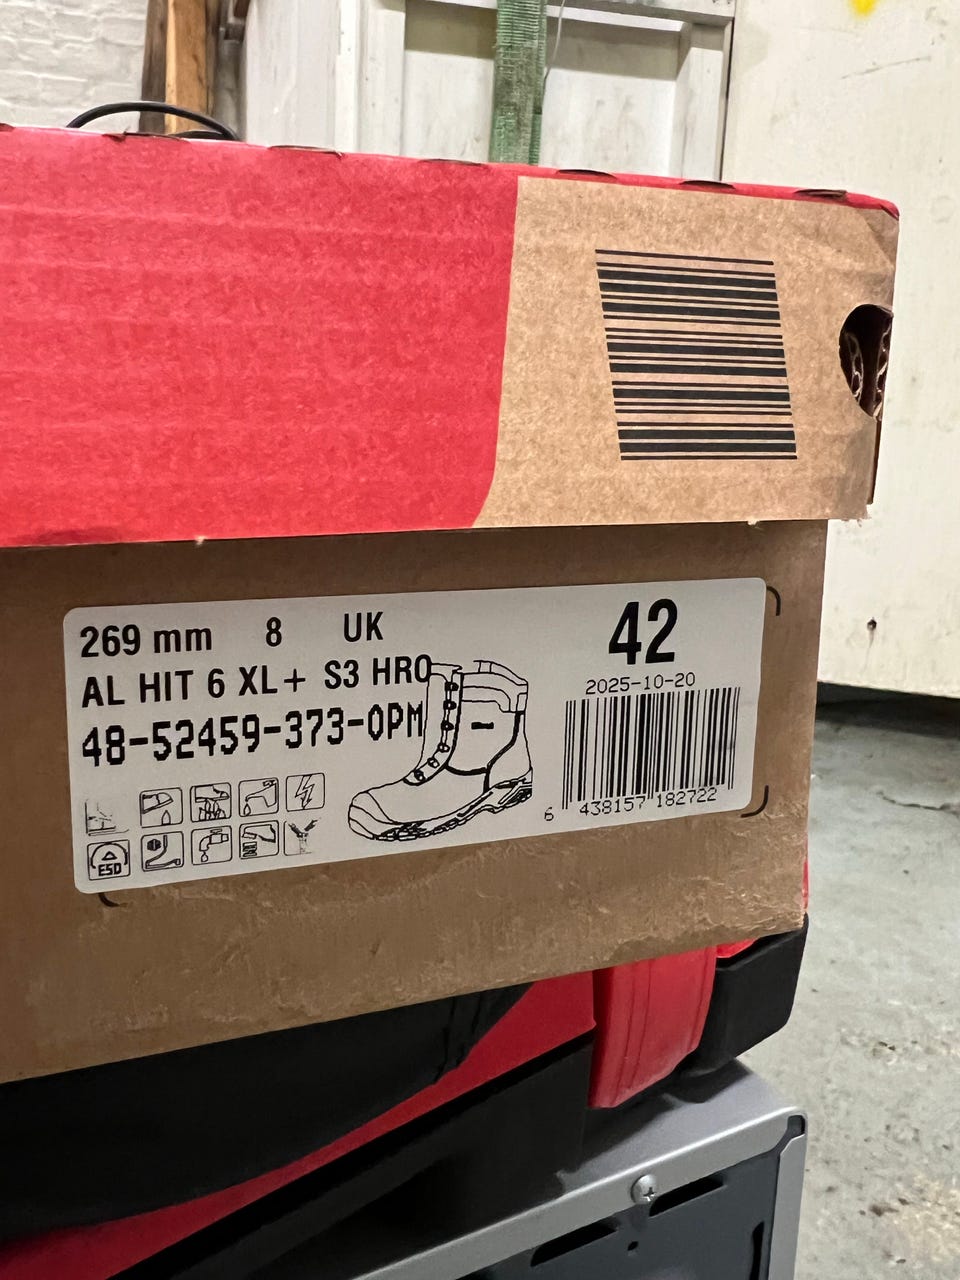 269 mm 8 UK
42
AL HIT 6 XL+ S3 HRO
2025-10-20
48-52459-373-0PM
6 438157 182722
ESD